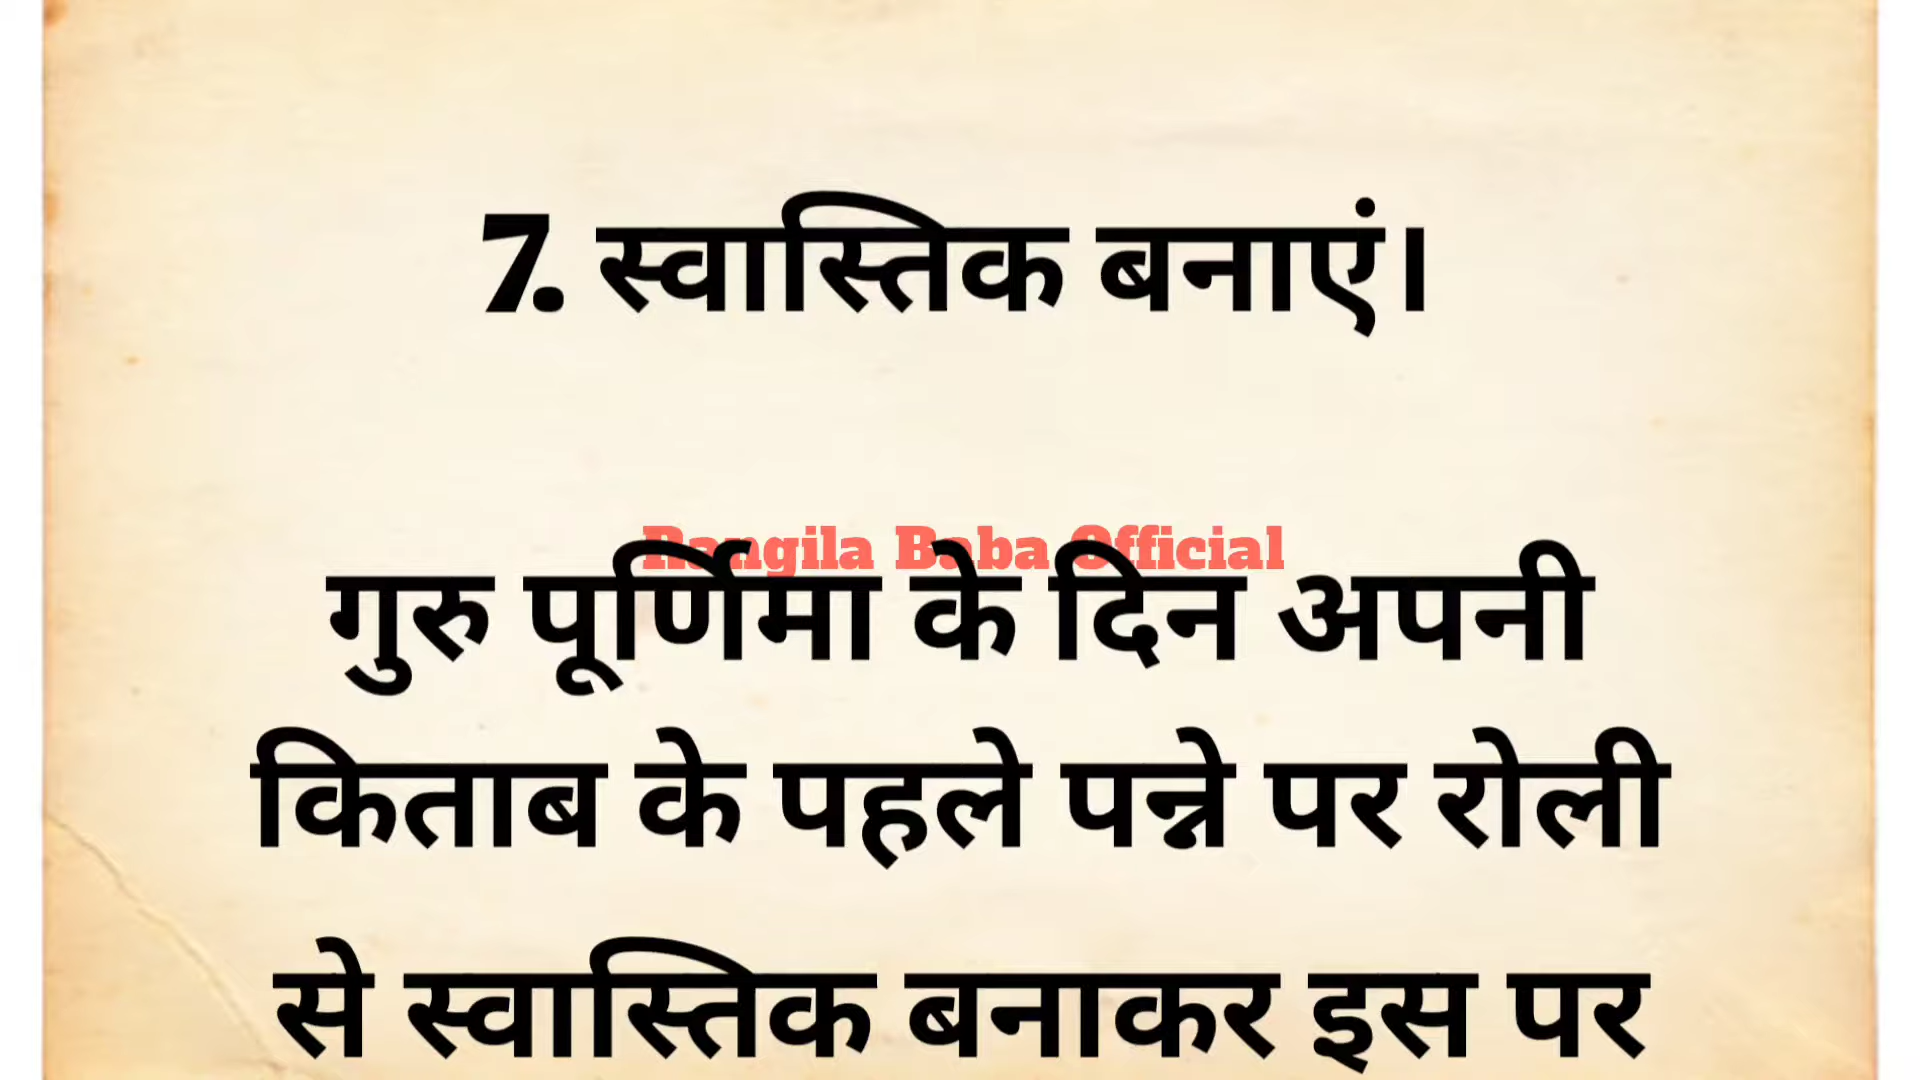 7. स्वास्तिक बनाएं।
Rangila Baba Official
गुरु पूर्णिमा के दिन अपनी
किताब के पहले पन्ने पर रोली
से स्वास्तिक बनाकर इस पर